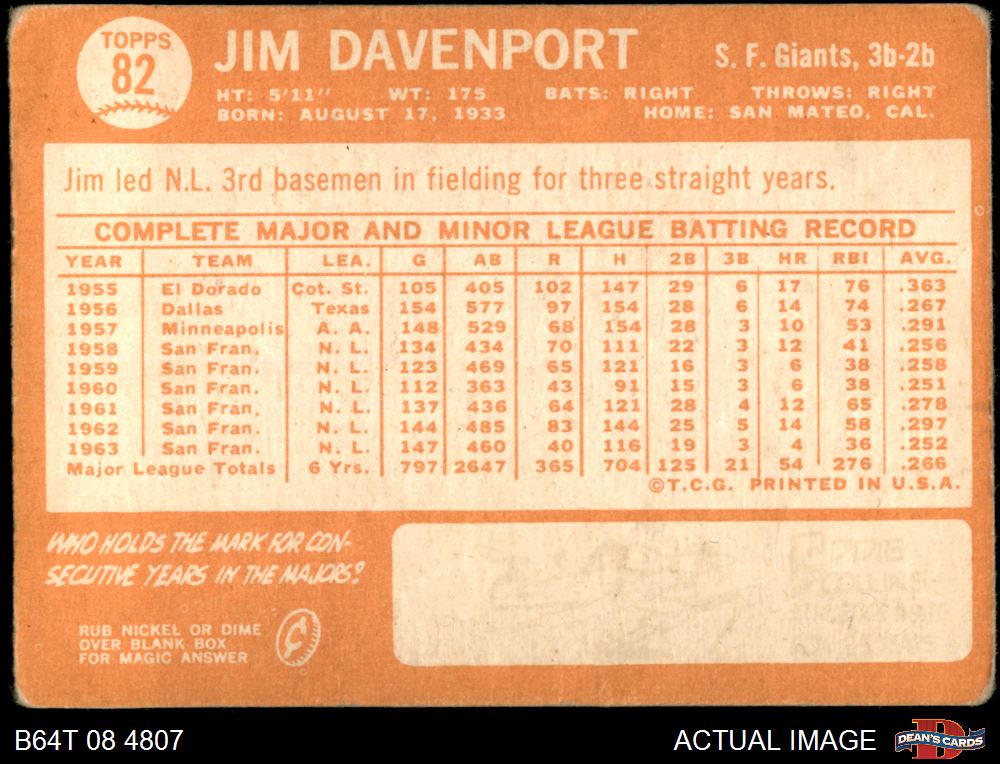 TOPPS
82
JIM DAVENPORT
S. F. Giants, 3b-2b
HT: 5'11" WT: 175 BATS: RIGHT THROWS: RIGHT
BORN: AUGUST 17, 1933 HOME: SAN MATEO, CAL.
Jim led N.L. 3rd basemen in fielding for three straight years.
COMPLETE MAJOR AND MINOR LEAGUE BATTING RECORD
YEAR TEAM LEA. G AB R H 2B 3B HR RBI AVG.
1955 El Dorado Cot. St. 105 405 102 147 29 6 17 76 .363
1956 Dallas Texas 154 577 97 154 28 6 14 74 .267
1957 Minneapolis A. A. 148 529 68 154 28 3 10 53 .291
1958 San Fran. N. L. 134 434 70 111 22 3 12 41 .256
1959 San Fran. N. L. 123 469 65 121 16 3 6 38 .258
1960 San Fran. N. L. 112 363 43 91 15 3 6 38 .251
1961 San Fran. N. L. 137 436 64 121 28 4 12 65 .278
1962 San Fran. N. L. 144 485 83 144 25 5 14 58 .297
1963 San Fran. N. L. 147 460 40 116 19 3 4 36 .252
Major League Totals 6 Yrs. 797 2647 365 704 125 21 54 276 .266
©T.C.G. PRINTED IN U.S.A.
WHO HOLDS THE MARK FOR CON-
SECUTIVE YEARS IN THE MAJORS?
RUB NICKEL OR DIME
OVER BLANK BOX
FOR MAGIC ANSWER
B64T 08 4807
ACTUAL IMAGE
DEAN'S CARDS